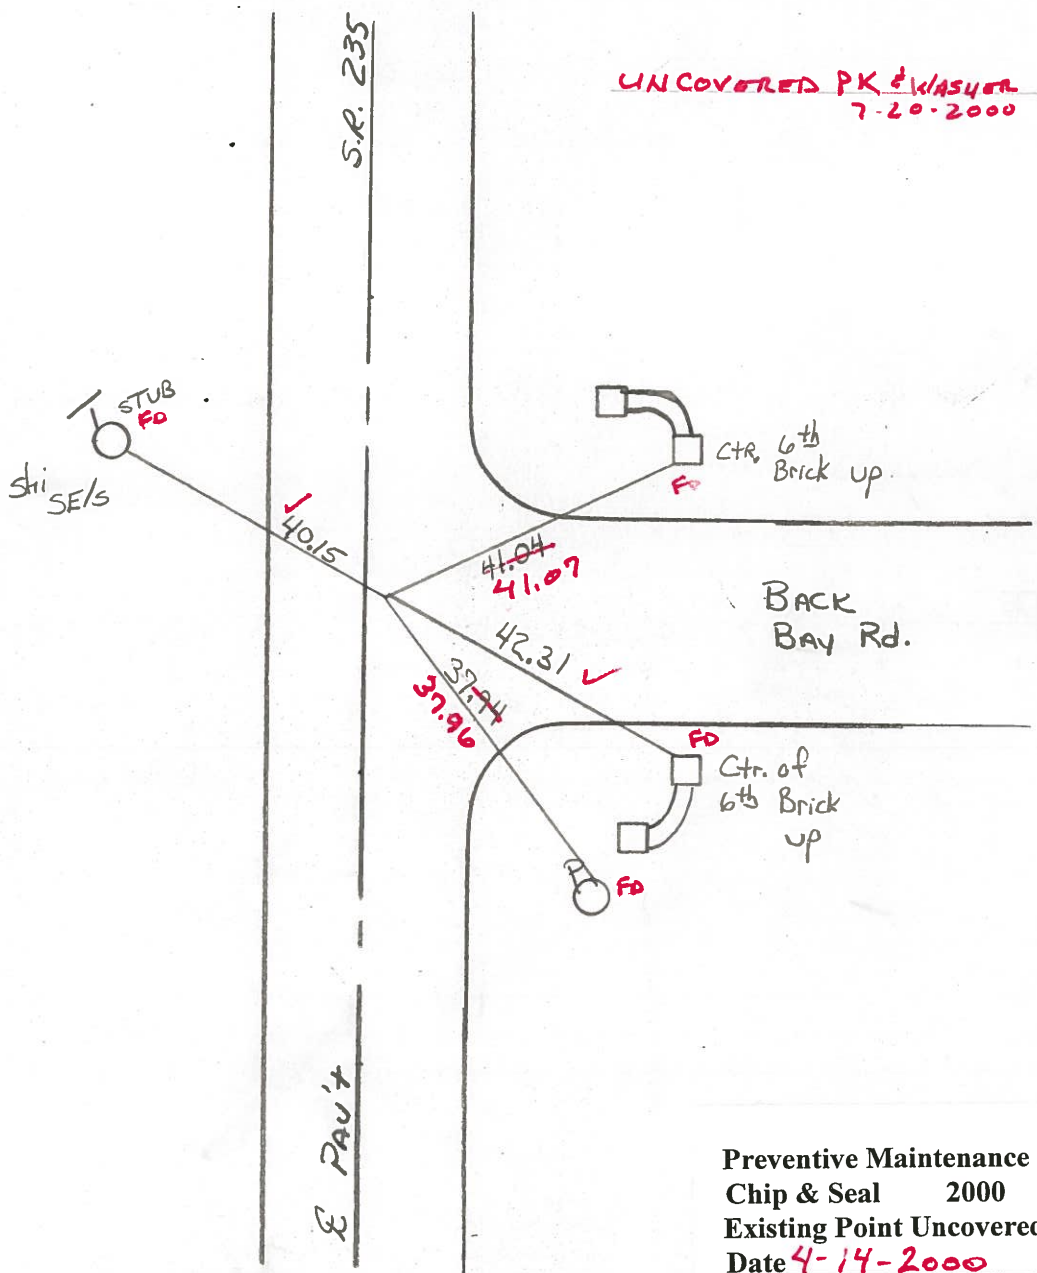 UNCOVERED PK & WASHER
7-20-2000
S.R. 235
STUB
FD
SE/S
✓
40.15
CtR. 6th
Brick up
FD
41.04
41.07
BACK
BAY Rd.
42.31 ✓
37.94
37.96
FD
Ctr. of
6th Brick
up
FD
℄ PAV't
Preventive Maintenance
Chip & Seal 2000
Existing Point Uncovered
Date 4-14-2000